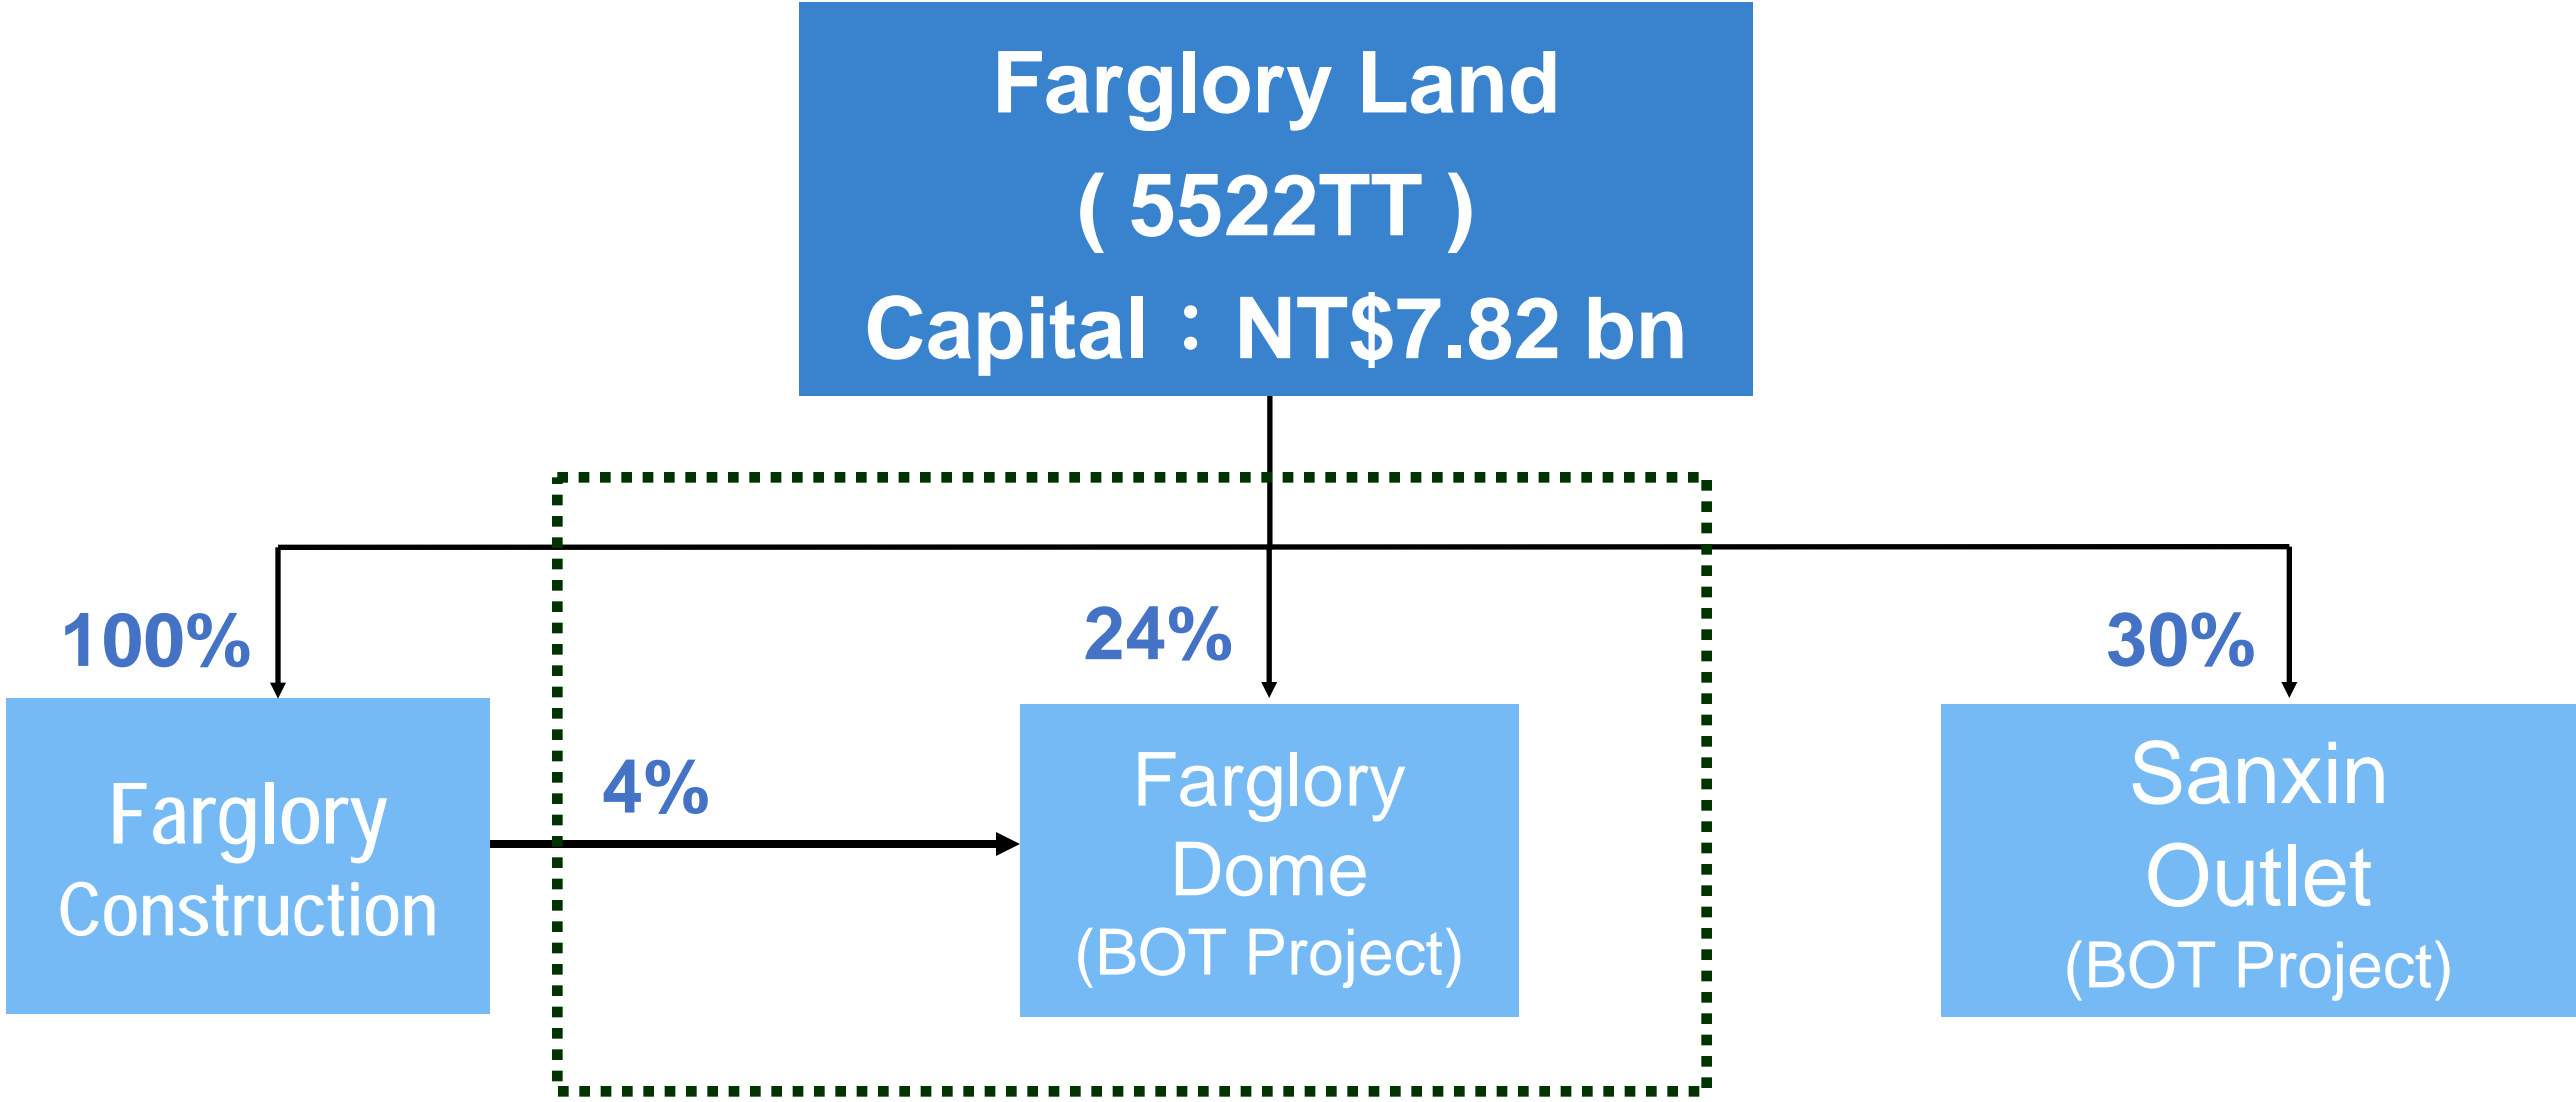 Farglory Land
( 5522TT )
Capital：NT$7.82 bn
100%
24%
30%
4%
Farglory
Construction
Farglory
Dome
(BOT Project)
Sanxin
Outlet
(BOT Project)